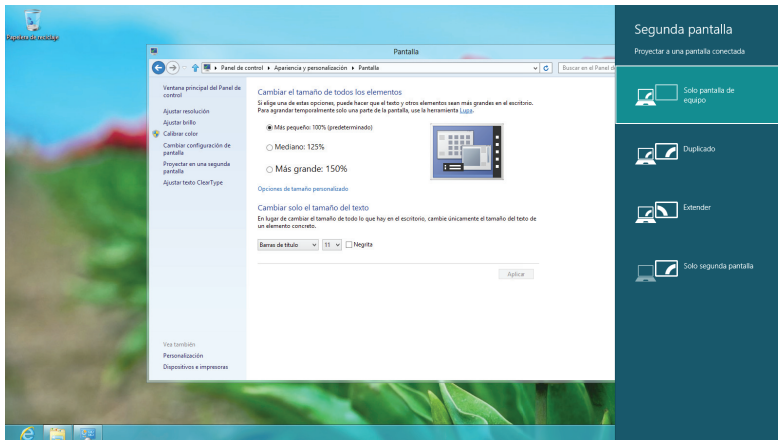 Papelera de reciclaje
Pantalla
Panel de control ▸ Apariencia y personalización ▸ Pantalla
Buscar en el Panel d
Ventana principal del Panel de
control
Ajustar resolución
Ajustar brillo
Calibrar color
Cambiar configuración de
pantalla
Proyectar en una segunda
pantalla
Ajustar texto ClearType
Cambiar el tamaño de todos los elementos
Si elige una de estas opciones, puede hacer que el texto y otros elementos sean más grandes en el escritorio.
Para agrandar temporalmente solo una parte de la pantalla, use la herramienta Lupa.
Más pequeño: 100% (predeterminado)
Mediano: 125%
Más grande: 150%
Opciones de tamaño personalizado
Cambiar solo el tamaño del texto
En lugar de cambiar el tamaño de todo lo que hay en el escritorio, cambie únicamente el tamaño del texto de
un elemento concreto.
Barras de título 11 Negrita
Aplicar
Vea también
Personalización
Dispositivos e impresoras
Segunda pantalla
Proyectar a una pantalla conectada
Solo pantalla de
equipo
Duplicado
Extender
Solo segunda pantalla